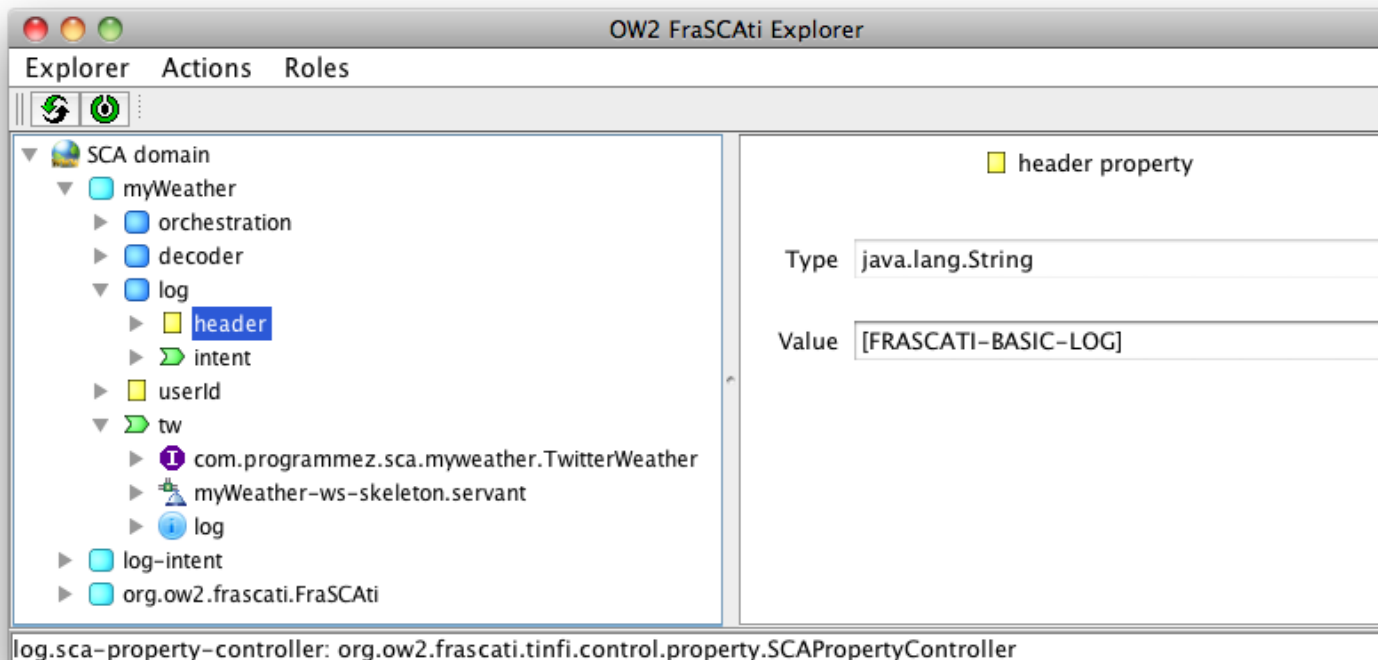 OW2 FraSCAti Explorer
Explorer Actions Roles
SCA domain
myWeather
orchestration
decoder
log
header
intent
userId
tw
com.programmez.sca.myweather.TwitterWeather
myWeather-ws-skeleton.servant
log
log-intent
org.ow2.frascati.FraSCAti
header property
Type java.lang.String
Value [FRASCATI-BASIC-LOG]
log.sca-property-controller: org.ow2.frascati.tinfi.control.property.SCAPropertyController